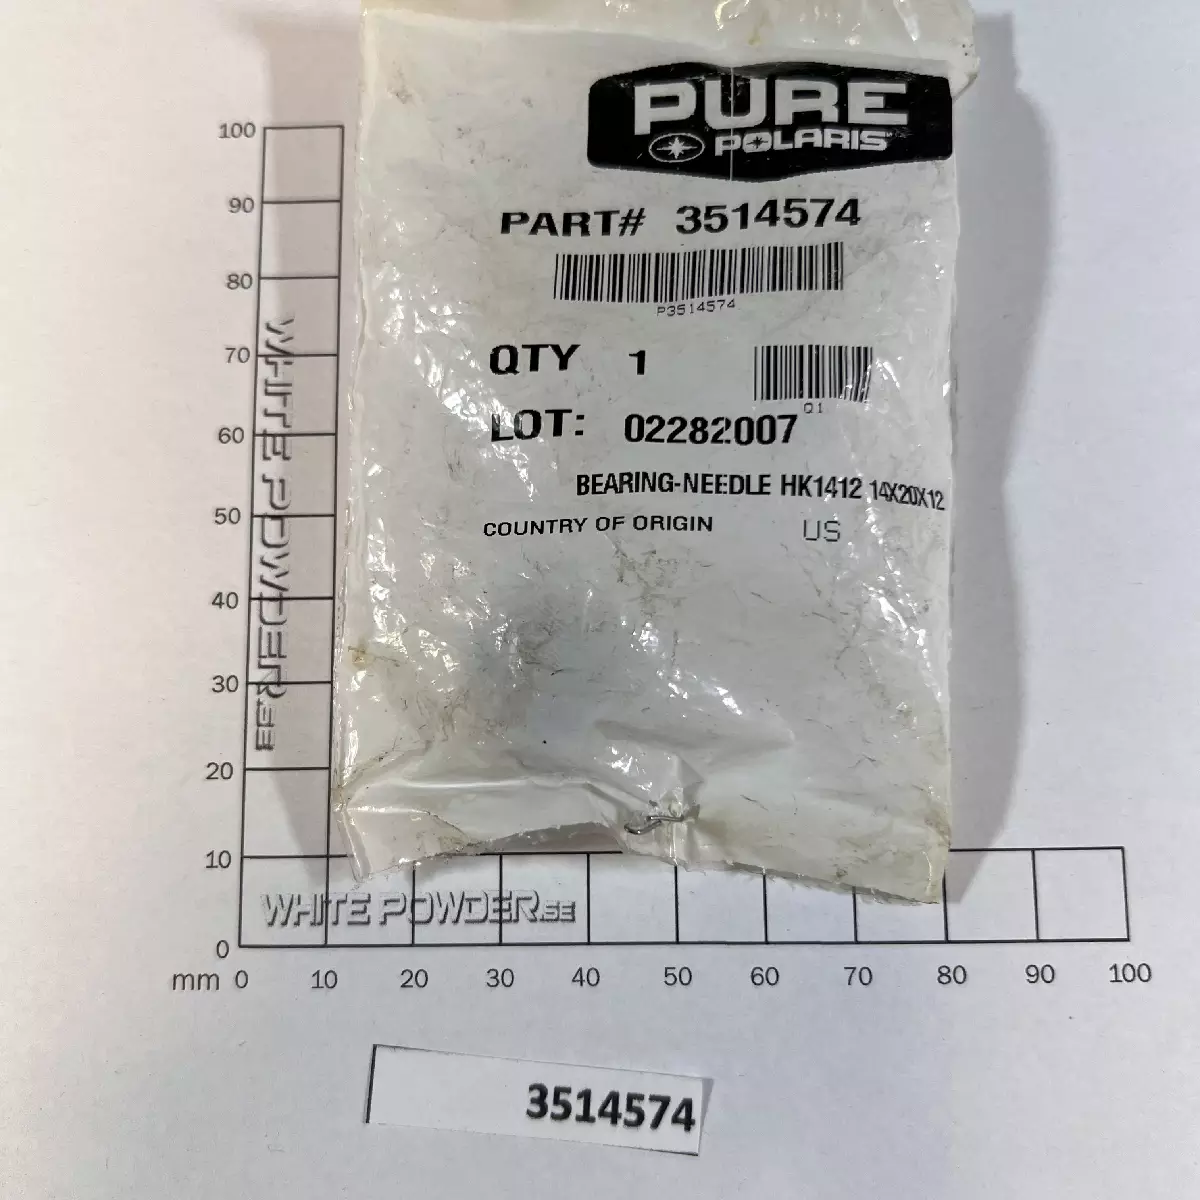 PURE
POLARIS
PART# 3514574
P3514574
QTY 1
Q1
LOT: 02282007
BEARING-NEEDLE HK1412 14X20X12
COUNTRY OF ORIGIN US
100
90
80
70
60
50
40
30
20
10
0
WHITE POWDER.SE
WHITE POWDER.SE
mm 0 10 20 30 40 50 60 70 80 90 100
3514574